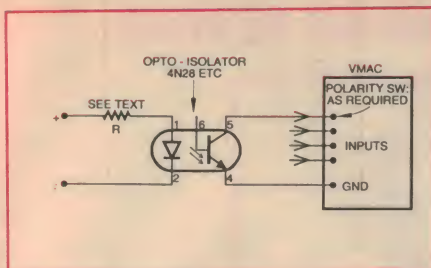 OPTO - ISOLATOR
4N28 ETC
VMAC
POLARITY SW:
AS REQUIRED
SEE TEXT
+
R
1
6
5
INPUTS
-
2
4
GND